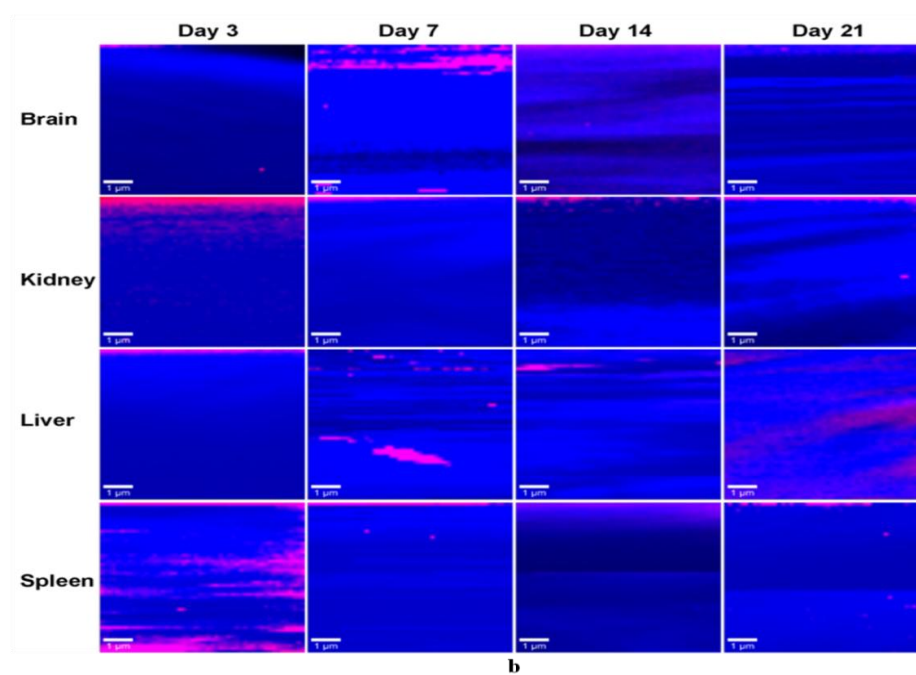 Day 3 Day 7 Day 14 Day 21
Brain
1 µm 1 µm 1 µm 1 µm
Kidney
1 µm 1 µm 1 µm 1 µm
Liver
1 µm 1 µm 1 µm 1 µm
Spleen
1 µm 1 µm 1 µm 1 µm
b